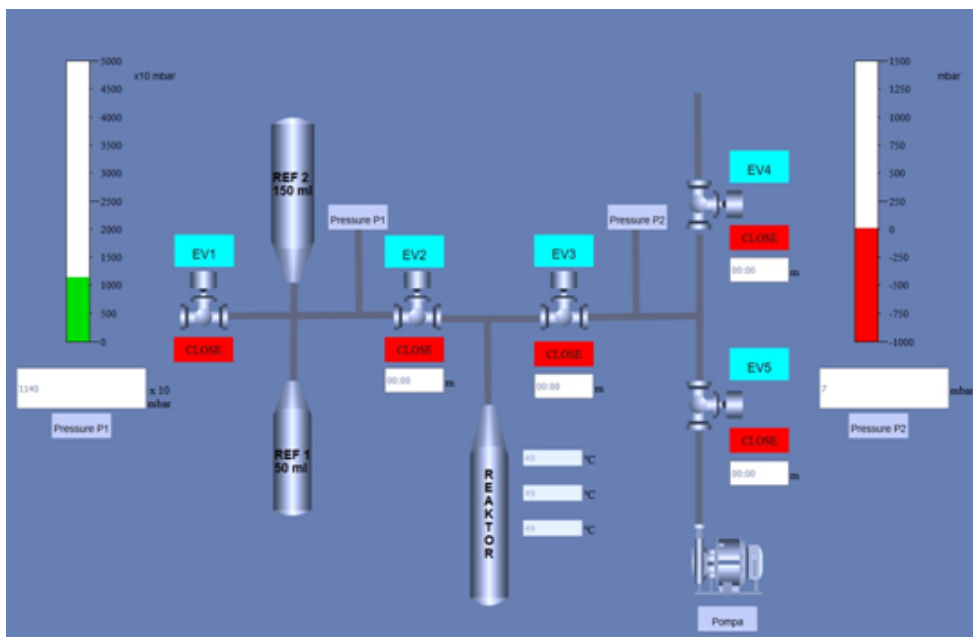 5000
x10 mbar
4500
4000
3500
3000
2500
2000
1500
1000
500
0
1140
x 10
mbar
Pressure P1
REF 2
150 ml
EV1
CLOSE
REF 1
50 ml
Pressure P1
EV2
CLOSE
00:00 m
REAKTOR
49 °C
49 °C
49 °C
EV3
CLOSE
00:00 m
Pressure P2
EV4
CLOSE
00:00 m
EV5
CLOSE
00:00 m
Pompa
1500
mbar
1250
1000
750
500
250
0
-250
-500
-750
-1000
7
mbar
Pressure P2